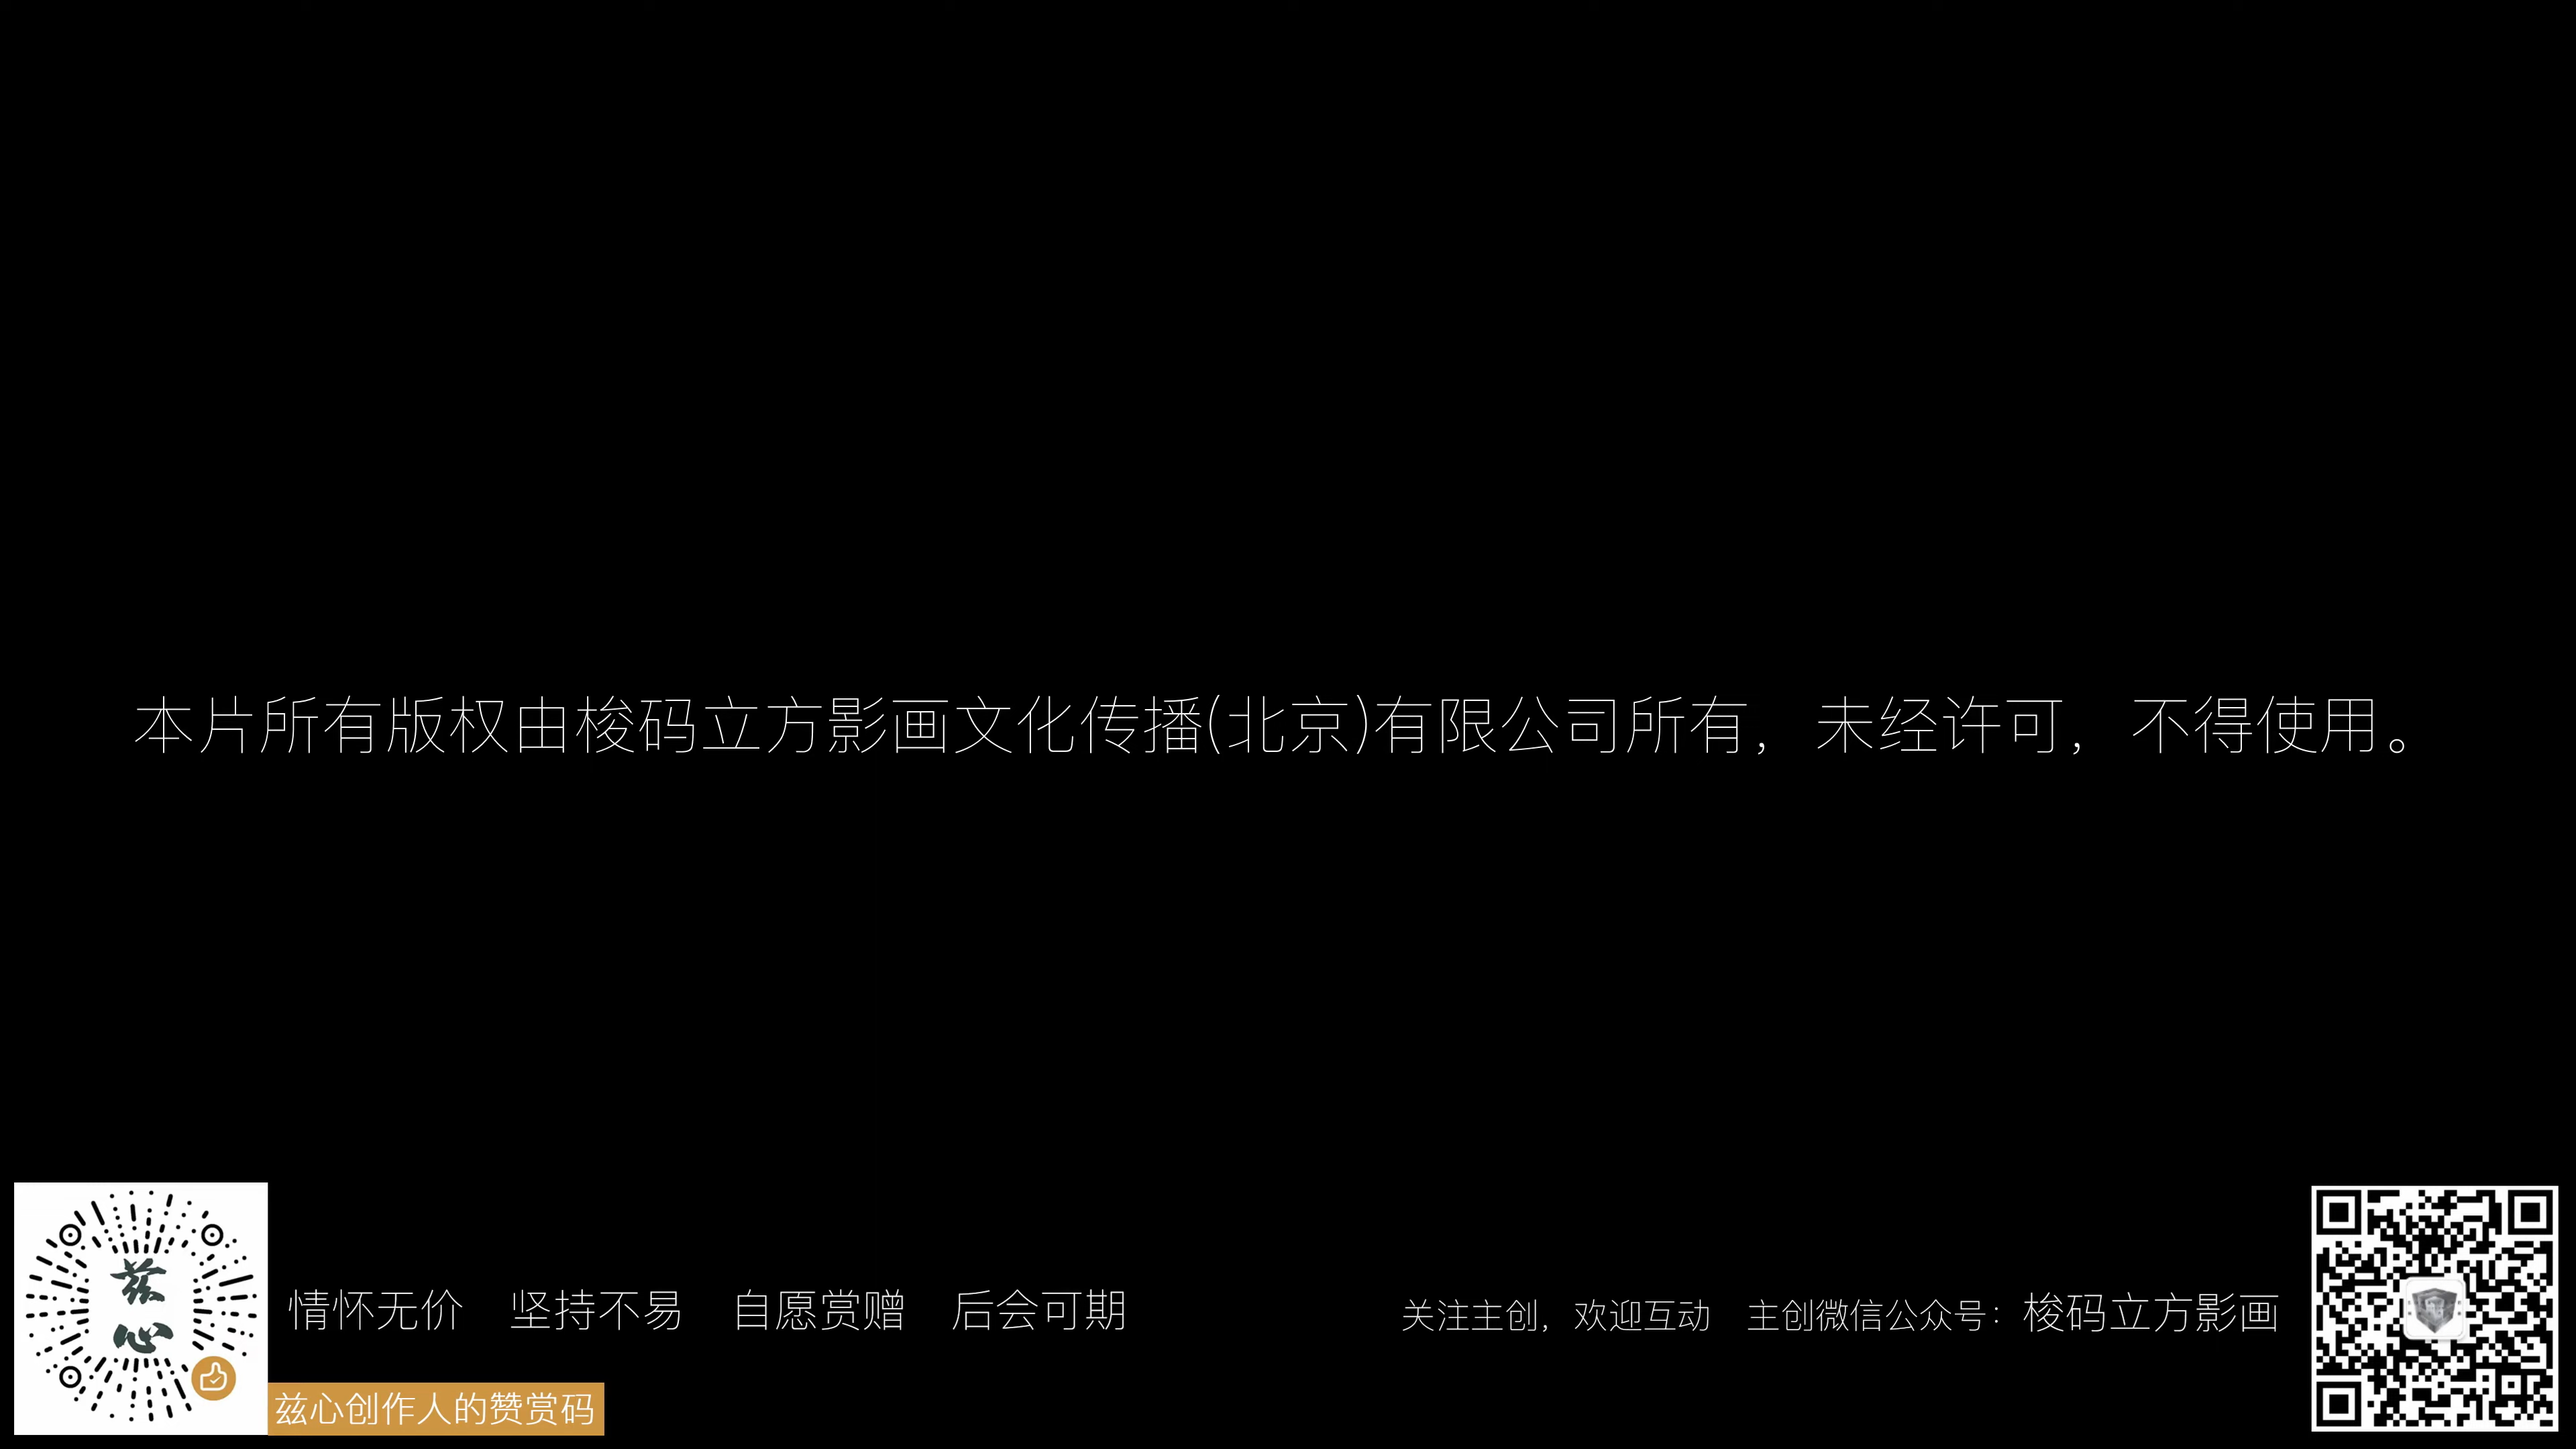 本片所有版权由梭码立方影画文化传播(北京)有限公司所有，未经许可，不得使用。
兹
心
情怀无价 坚持不易 自愿赏赠 后会可期
兹心创作人的赞赏码
关注主创，欢迎互动 主创微信公众号：梭码立方影画